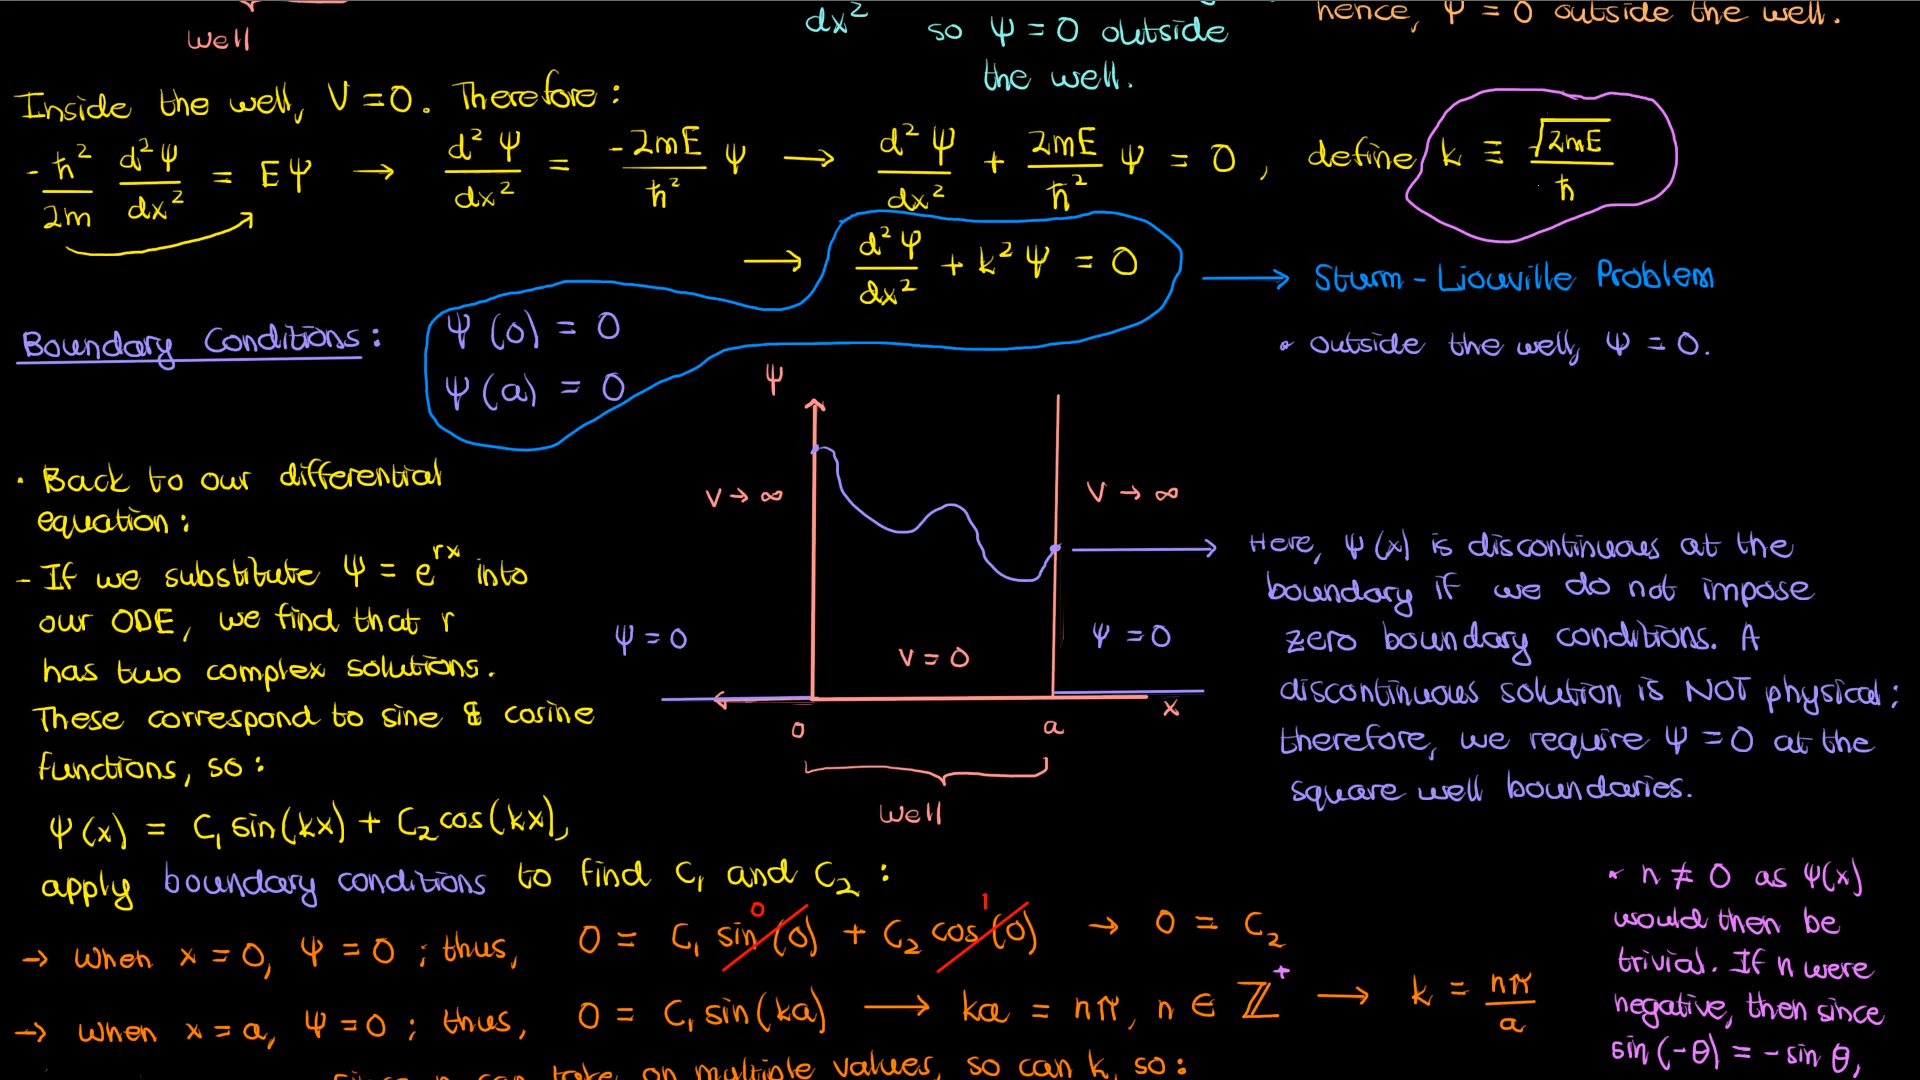 well
d x²
so ψ = 0 outside
the well.
hence, ψ = 0 outside the well.
Inside the well, V = 0. Therefore:
-ħ²/2m d²ψ/dx² = Eψ → d²ψ/dx² = -2mE/ħ² ψ → d²ψ/dx² + 2mE/ħ² ψ = 0, define k ≡ √2mE/ħ
→ d²ψ/dx² + k²ψ = 0 → Sturm-Liouville Problem
Boundary Conditions:
ψ(0) = 0
ψ(a) = 0
• outside the well, ψ = 0.
ψ
V → ∞
V → ∞
ψ = 0
V = 0
ψ = 0
0
a
x
well
Here, ψ(x) is discontinuous at the
boundary if we do not impose
zero boundary conditions. A
discontinuous solution is NOT physical;
therefore, we require ψ = 0 at the
square well boundaries.
• Back to our differential
equation:
- If we substitute ψ = e^rx into
our ODE, we find that r
has two complex solutions.
These correspond to sine & cosine
functions, so:
ψ(x) = C₁ sin(kx) + C₂ cos(kx),
apply boundary conditions to find C₁ and C₂:
0 1
→ when x = 0, ψ = 0; thus, 0 = C₁ sin(0) + C₂ cos(0) → 0 = C₂
→ when x = a, ψ = 0; thus, 0 = C₁ sin(ka) → ka = nπ, n ∈ ℤ⁺ → k = nπ/a
since n can take on multiple values, so can k, so:
• n ≠ 0 as ψ(x)
would then be
trivial. If n were
negative, then since
sin(-θ) = -sin θ,